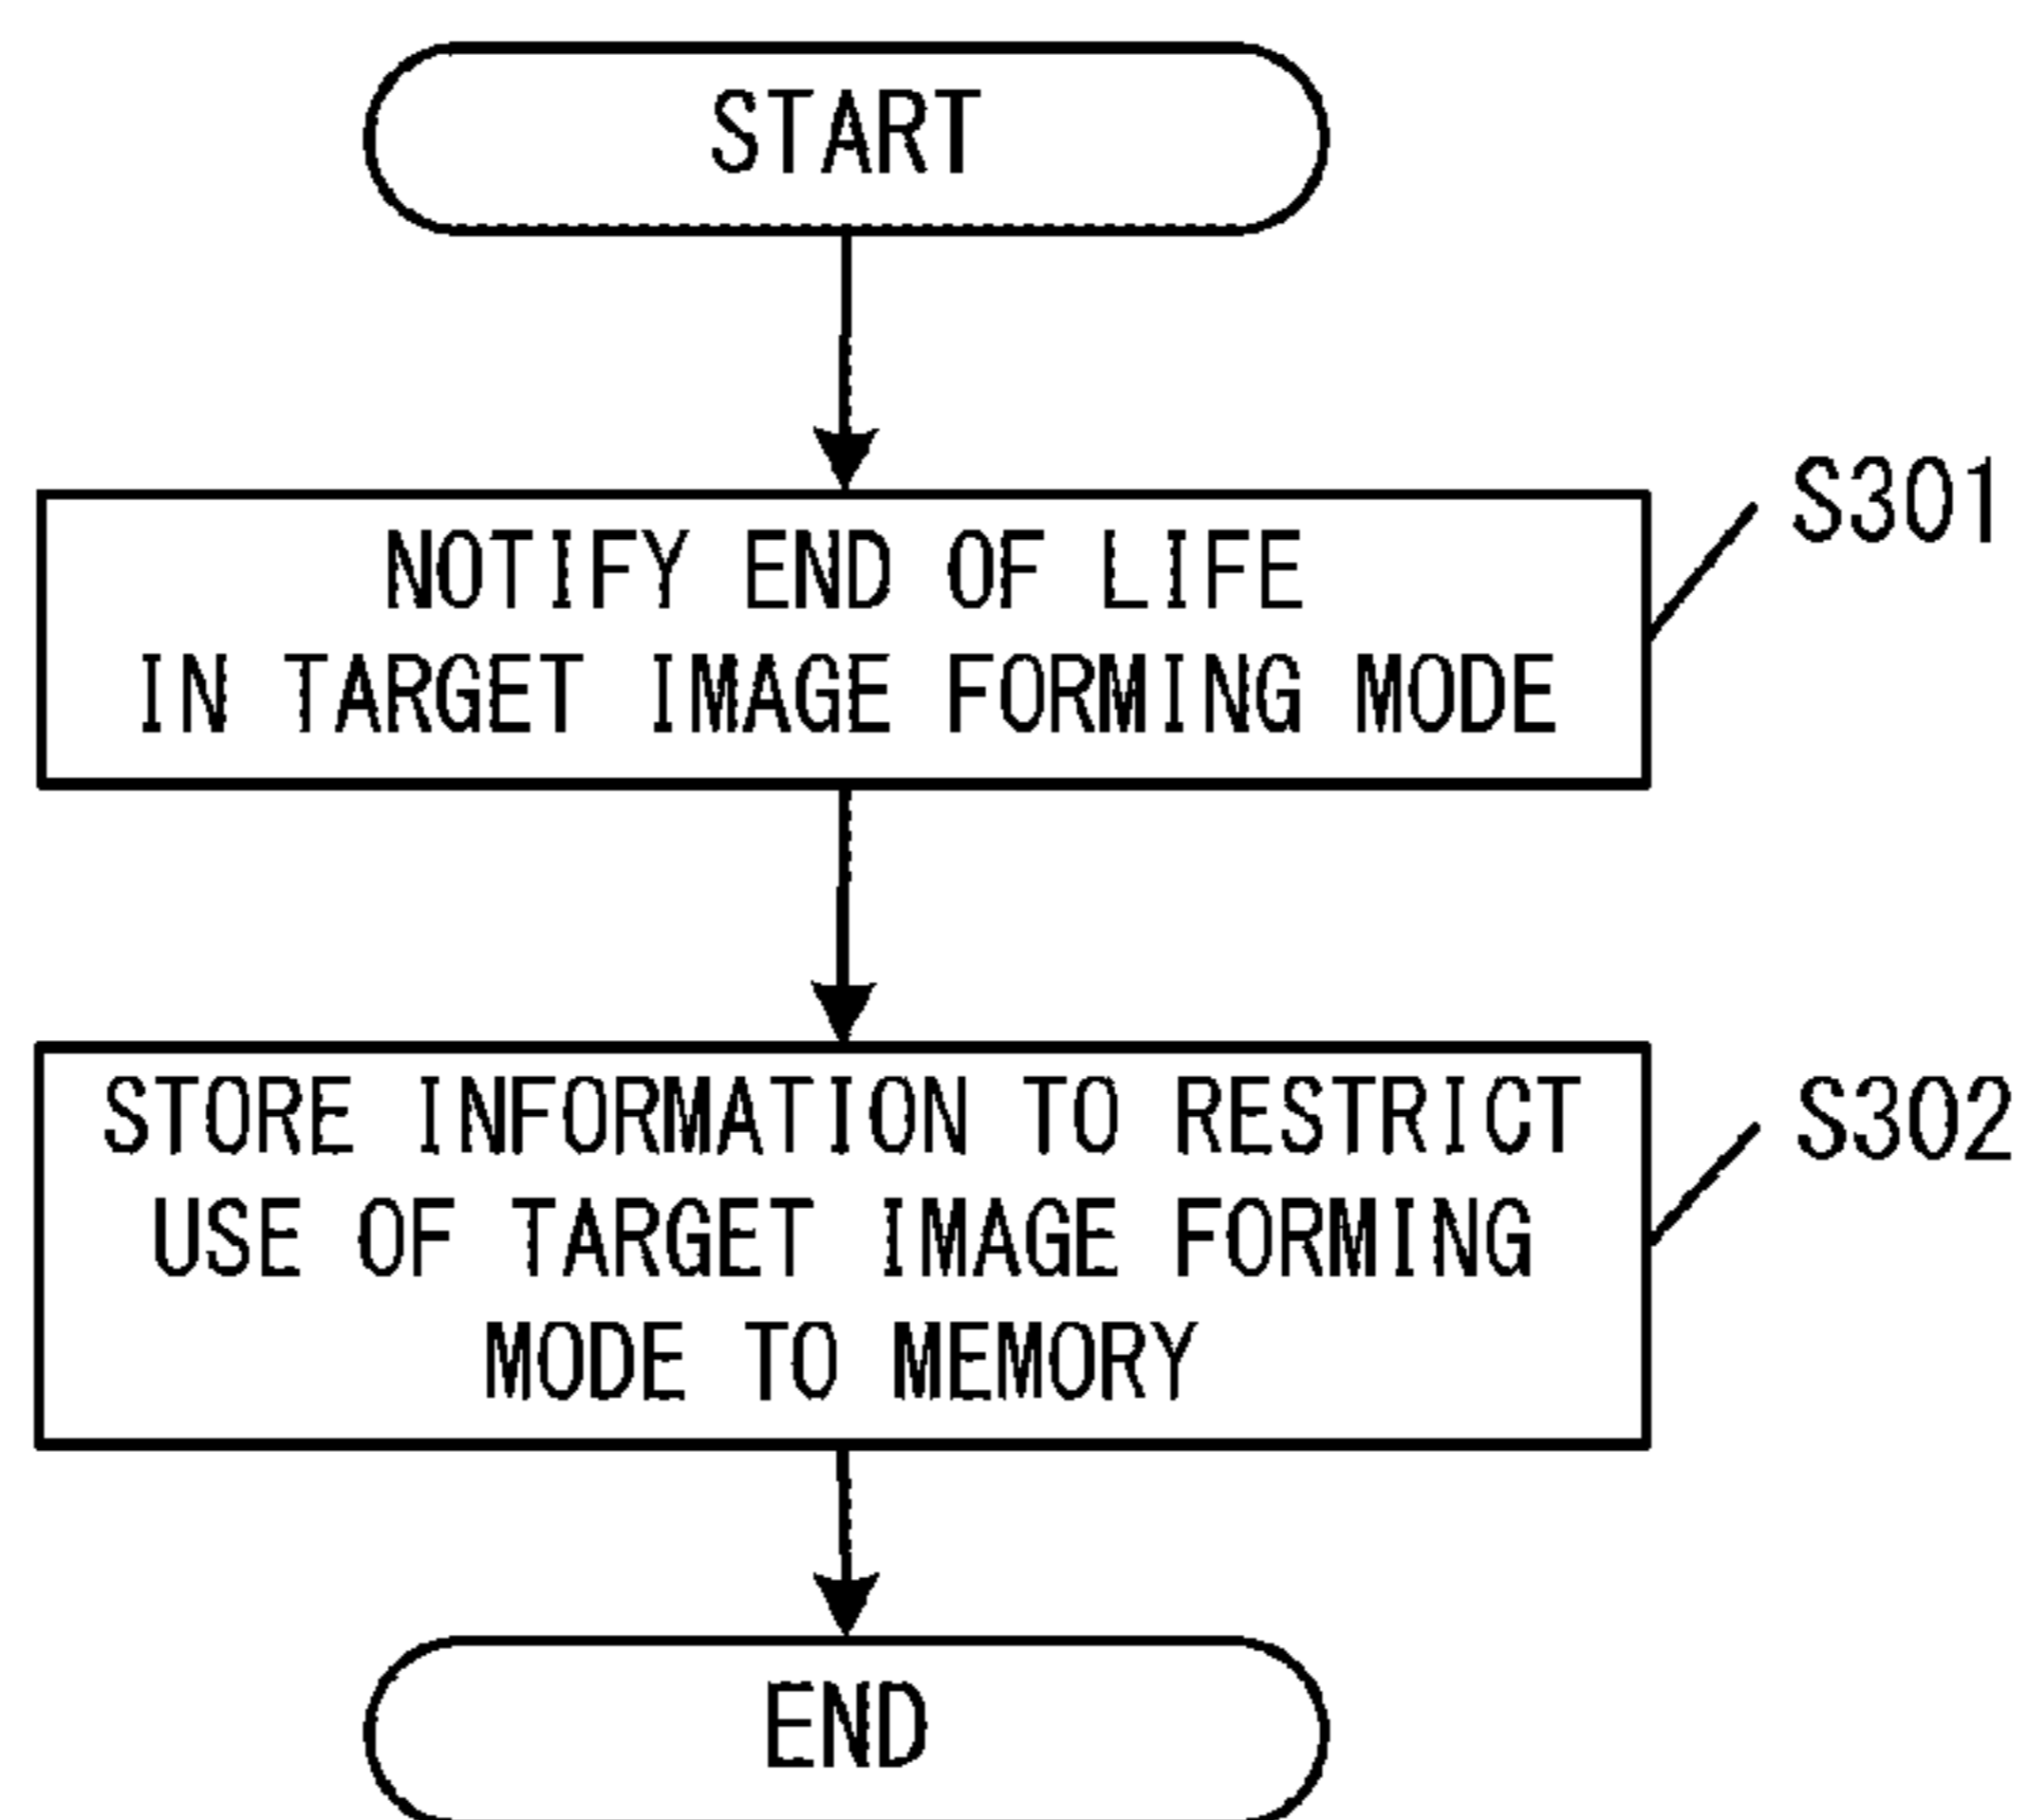 START
S301
NOTIFY END OF LIFE
IN TARGET IMAGE FORMING MODE
S302
STORE INFORMATION TO RESTRICT
USE OF TARGET IMAGE FORMING
MODE TO MEMORY
END